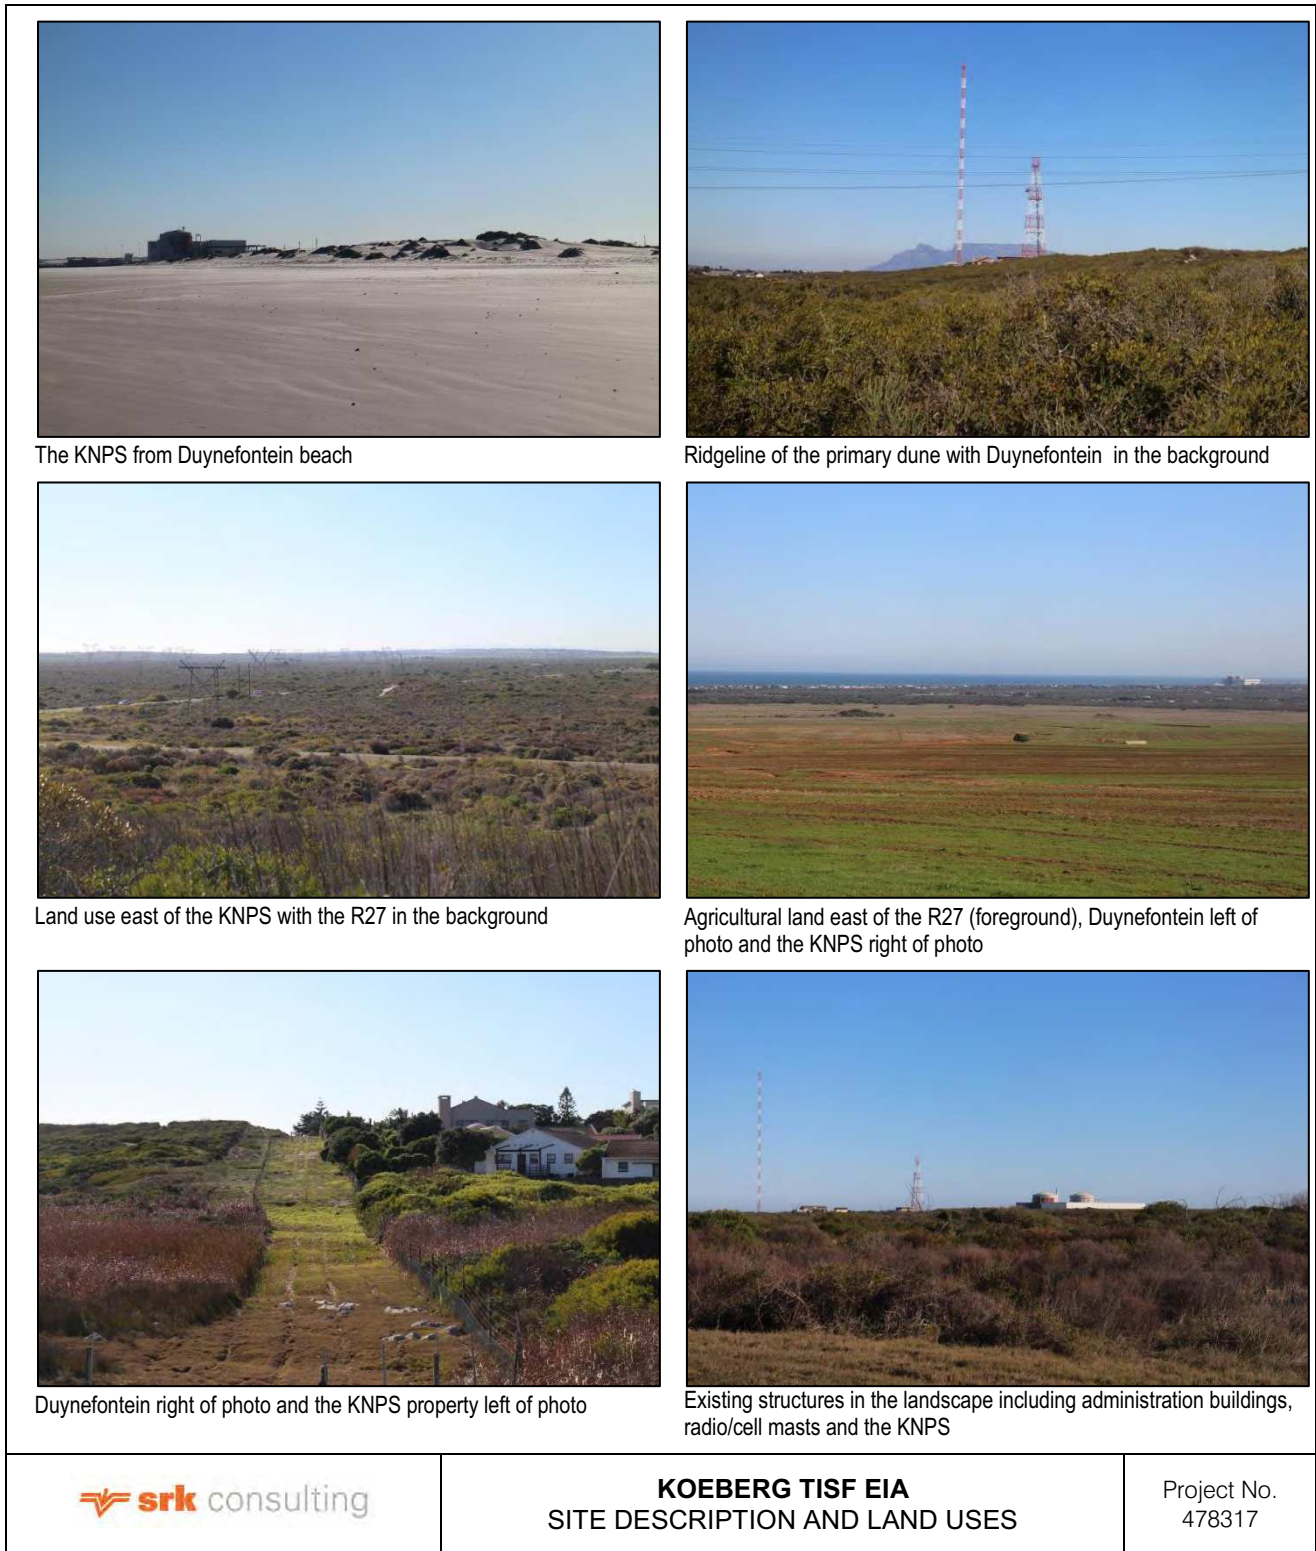 The KNPS from Duynefontein beach
Ridgeline of the primary dune with Duynefontein in the background
Land use east of the KNPS with the R27 in the background
Agricultural land east of the R27 (foreground), Duynefontein left of
photo and the KNPS right of photo
Duynefontein right of photo and the KNPS property left of photo
Existing structures in the landscape including administration buildings,
radio/cell masts and the KNPS
srk consulting
KOEBERG TISF EIA
SITE DESCRIPTION AND LAND USES
Project No.
478317